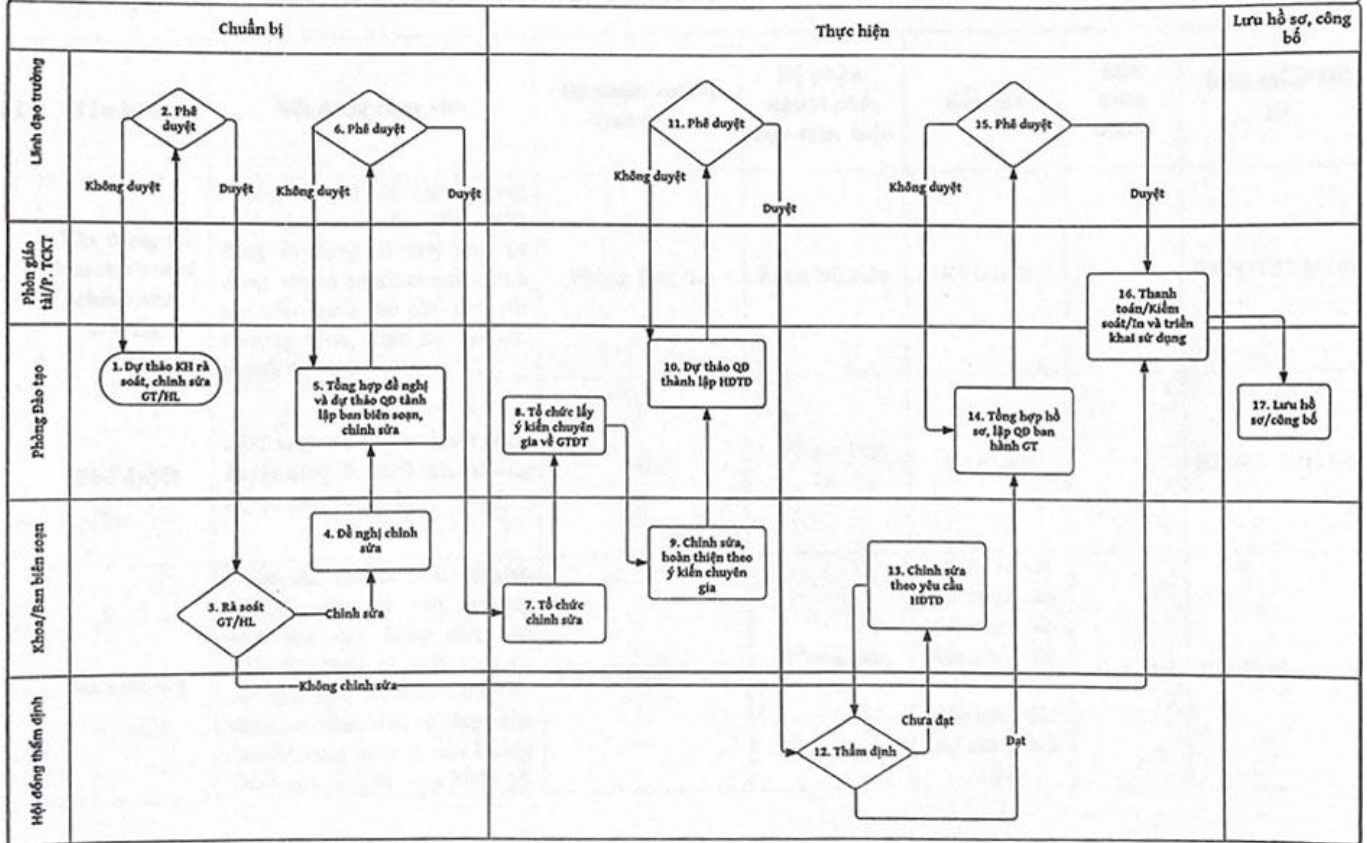 Chuẩn bị
Thực hiện
Lưu hồ sơ, công
bố
Lãnh đạo trường
2. Phê
duyệt
6. Phê duyệt
11. Phê duyệt
15. Phê duyệt
Không duyệt
Duyệt
Không duyệt
Duyệt
Không duyệt
Duyệt
Không duyệt
Duyệt
Phòn giáo
tài/P. TCKT
16. Thanh
toán/Kiểm
soát/In và triển
khai sử dụng
Phòng Đào tạo
1. Dự thảo KH rà
soát, chỉnh sửa
GT/HL
5. Tổng hợp đề nghị
và dự thảo QĐ tành
lập ban biên soạn,
chỉnh sửa
8. Tổ chức lấy
ý kiến chuyên
gia về GTDT
10. Dự thảo QĐ
thành lập HDTD
14. Tổng hợp hồ
sơ, lập QĐ ban
hành GT
17. Lưu hồ
sơ/công bố
Khoa/Ban biên soạn
3. Rà soát
GT/HL
Chỉnh sửa
4. Đề nghị chỉnh
sửa
7. Tổ chức
chỉnh sửa
9. Chỉnh sửa,
hoàn thiện theo
ý kiến chuyên
gia
13. Chỉnh sửa
theo yêu cầu
HDTD
Không chỉnh sửa
Hội đồng thẩm định
12. Thẩm định
Chưa đạt
Đạt